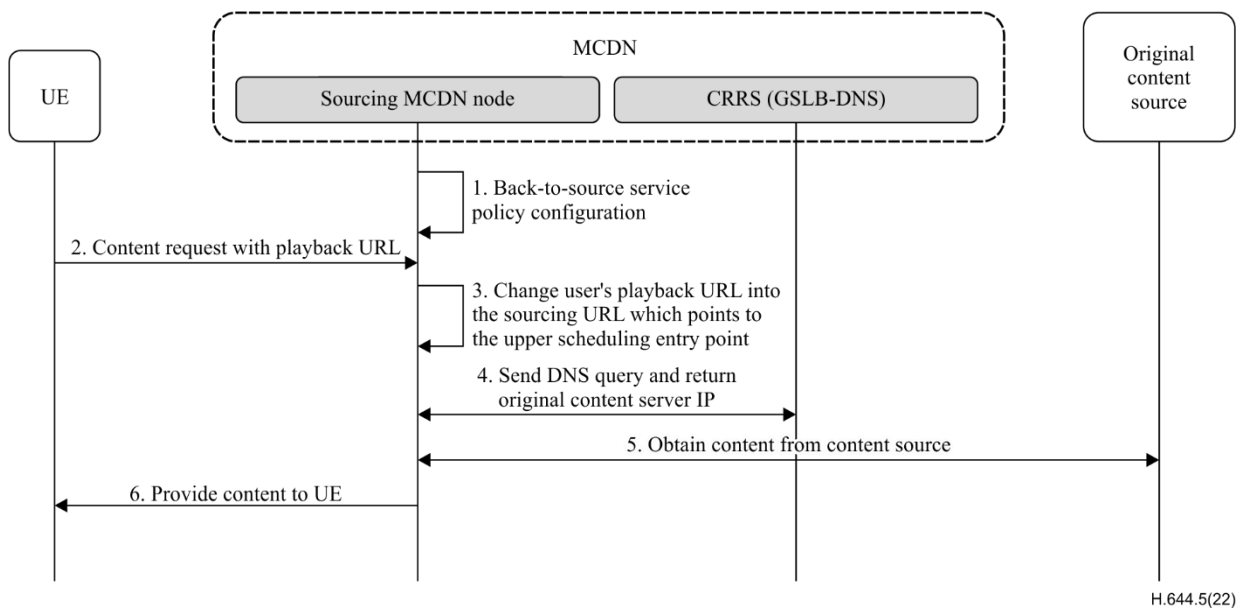 MCDN
UE
Sourcing MCDN node
CRRS (GSLB-DNS)
Original
content
source
1. Back-to-source service
policy configuration
2. Content request with playback URL
3. Change user's playback URL into
the sourcing URL which points to
the upper scheduling entry point
4. Send DNS query and return
original content server IP
5. Obtain content from content source
6. Provide content to UE
H.644.5(22)